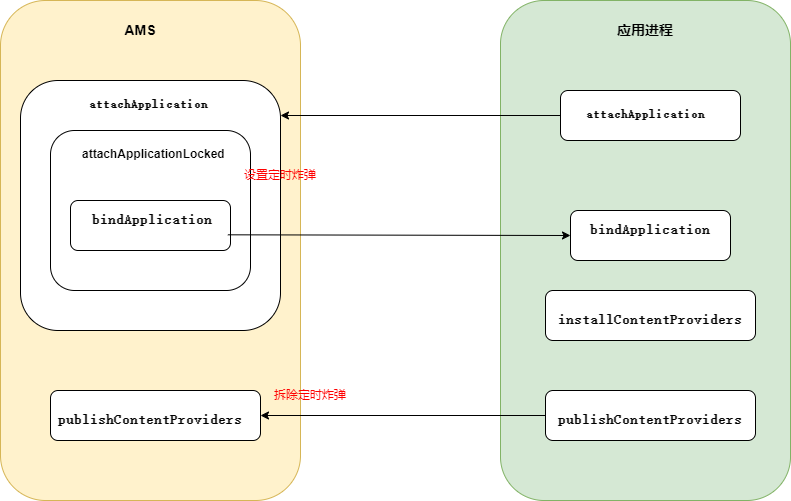 AMS
应用进程
attachApplication
attachApplication
attachApplicationLocked
设置定时炸弹
bindApplication
bindApplication
installContentProviders
拆除定时炸弹
publishContentProviders
publishContentProviders